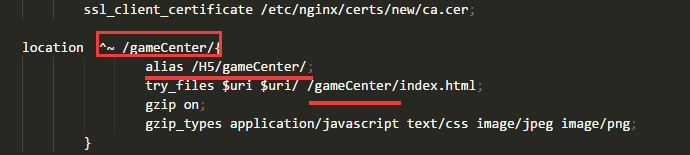 ssl_client_certificate /etc/nginx/certs/new/ca.cer;
location ^~ /gameCenter/{
alias /H5/gameCenter/;
try_files $uri $uri/ /gameCenter/index.html;
gzip on;
gzip_types application/javascript text/css image/jpeg image/png;
}